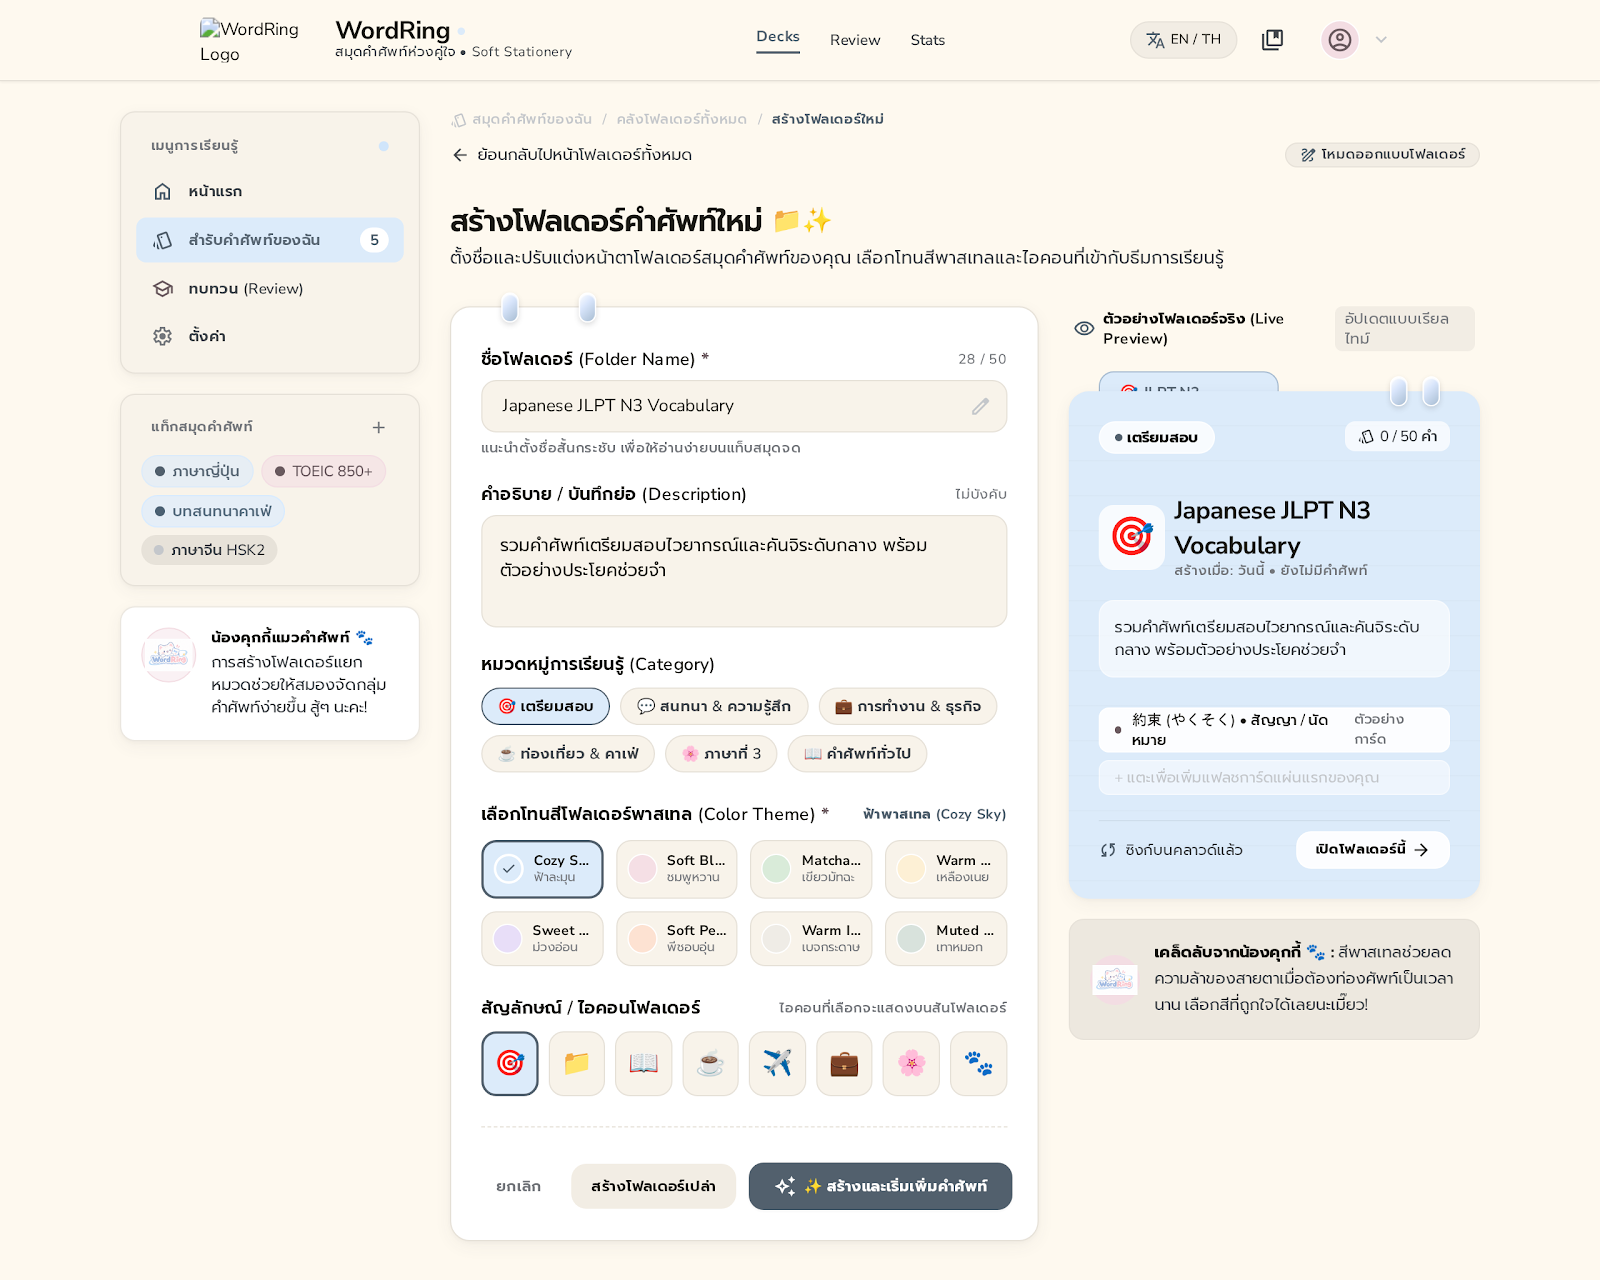 WordRing Logo
WordRing
สมุดคำศัพท์ห่วงคู่ใจ • Soft Stationery
Decks
Review
Stats
EN / TH
เมนูการเรียนรู้
หน้าแรก
สำรับคำศัพท์ของฉัน 5
ทบทวน (Review)
ตั้งค่า
แท็กสมุดคำศัพท์ +
ภาษาญี่ปุ่น
TOEIC 850+
บทสนทนาคาเฟ่
ภาษาจีน HSK2
น้องคุกกี้แมวคำศัพท์ 🐾
การสร้างโฟลเดอร์แยก
หมวดช่วยให้สมองจัดกลุ่ม
คำศัพท์ง่ายขึ้น สู้ๆ นะคะ!
สมุดคำศัพท์ของฉัน / คลังโฟลเดอร์ทั้งหมด / สร้างโฟลเดอร์ใหม่
ย้อนกลับไปหน้าโฟลเดอร์ทั้งหมด
โหมดออกแบบโฟลเดอร์
สร้างโฟลเดอร์คำศัพท์ใหม่ 📁✨
ตั้งชื่อและปรับแต่งหน้าตาโฟลเดอร์สมุดคำศัพท์ของคุณ เลือกโทนสีพาสเทลและไอคอนที่เข้ากับธีมการเรียนรู้
ชื่อโฟลเดอร์ (Folder Name) * 28 / 50
Japanese JLPT N3 Vocabulary
แนะนำตั้งชื่อสั้นกระชับ เพื่อให้อ่านง่ายบนแท็บสมุดจด
คำอธิบาย / บันทึกย่อ (Description) ไม่บังคับ
รวมคำศัพท์เตรียมสอบไวยากรณ์และคันจิระดับกลาง พร้อม
ตัวอย่างประโยคช่วยจำ
หมวดหมู่การเรียนรู้ (Category)
🎯 เตรียมสอบ
💬 สนทนา & ความรู้สึก
💼 การทำงาน & ธุรกิจ
☕ ท่องเที่ยว & คาเฟ่
🌸 ภาษาที่ 3
📖 คำศัพท์ทั่วไป
เลือกโทนสีโฟลเดอร์พาสเทล (Color Theme) * ฟ้าพาสเทล (Cozy Sky)
Cozy S...
ฟ้าละมุน
Soft Bl...
ชมพูหวาน
Matcha...
เขียวมัทฉะ
Warm ...
เหลืองเนย
Sweet ...
ม่วงอ่อน
Soft Pe...
พีชอบอุ่น
Warm I...
เบจกระดาษ
Muted ...
เทาหมอก
สัญลักษณ์ / ไอคอนโฟลเดอร์ ไอคอนที่เลือกจะแสดงบนสันโฟลเดอร์
ยกเลิก
สร้างโฟลเดอร์เปล่า
✨ สร้างและเริ่มเพิ่มคำศัพท์
ตัวอย่างโฟลเดอร์จริง (Live
Preview)
อัปเดตแบบเรียล
ไทม์
🎯 JLPT N3
เตรียมสอบ
0 / 50 คำ
Japanese JLPT N3
Vocabulary
สร้างเมื่อ: วันนี้ • ยังไม่มีคำศัพท์
รวมคำศัพท์เตรียมสอบไวยากรณ์และคันจิระดับ
กลาง พร้อมตัวอย่างประโยคช่วยจำ
約束 (やくそく) • สัญญา / นัด
หมาย
ตัวอย่าง
การ์ด
+ แตะเพื่อเพิ่มแฟลชการ์ดแผ่นแรกของคุณ
ซิงก์บนคลาวด์แล้ว
เปิดโฟลเดอร์นี้
เคล็ดลับจากน้องคุกกี้ 🐾 : สีพาสเทลช่วยลด
ความล้าของสายตาเมื่อต้องท่องศัพท์เป็นเวลา
นาน เลือกสีที่ถูกใจได้เลยนะเมี๊ยว!